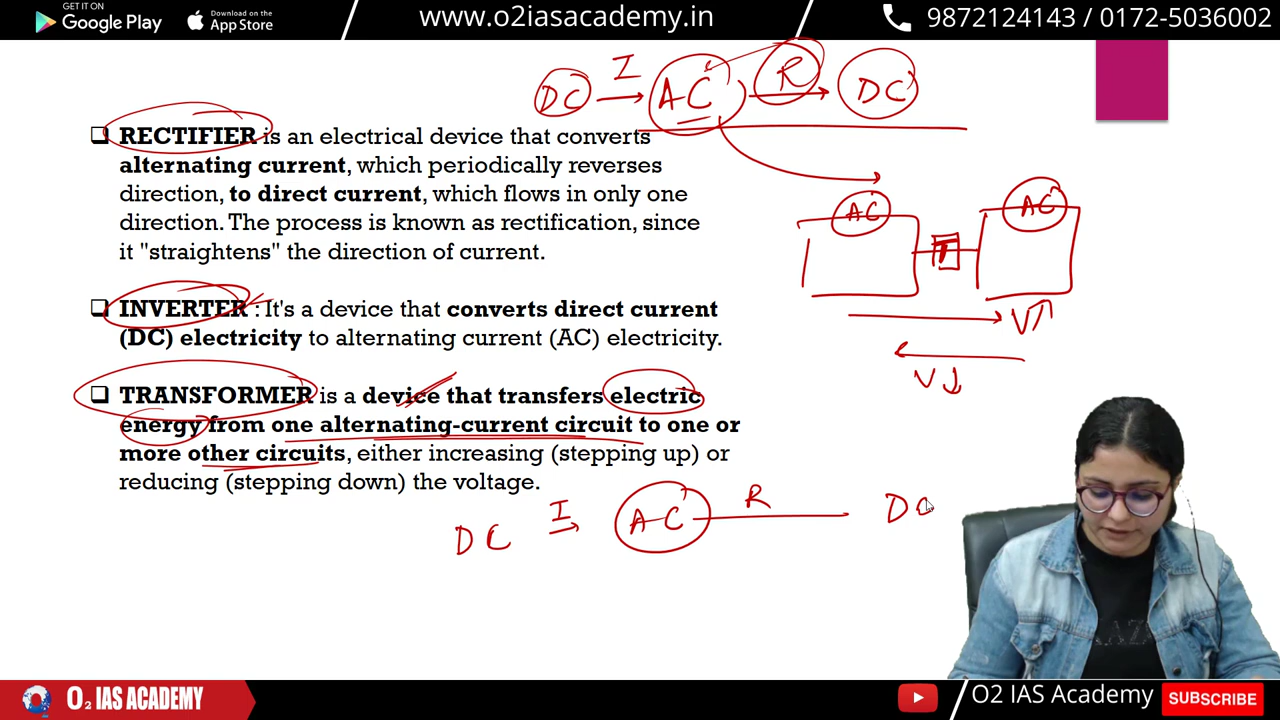 GET IT ON
Google Play
Download on the
App Store
www.o2iasacademy.in
9872124143 / 0172-5036002
DC I AC R DC
❑ RECTIFIER is an electrical device that converts
alternating current, which periodically reverses
direction, to direct current, which flows in only one
direction. The process is known as rectification, since
it "straightens" the direction of current.
AC AC
T
V↑
V↓
❑ INVERTER : It's a device that converts direct current
(DC) electricity to alternating current (AC) electricity.
❑ TRANSFORMER is a device that transfers electric
energy from one alternating-current circuit to one or
more other circuits, either increasing (stepping up) or
reducing (stepping down) the voltage.
DC I AC R DC
O2 IAS ACADEMY
O2 IAS Academy
SUBSCRIBE